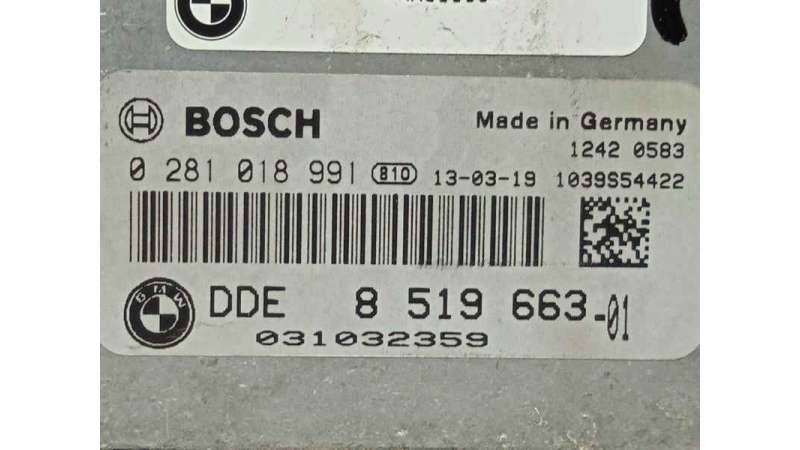 BOSCH
Made in Germany
1242 0583
0 281 018 991 810 13-03-19 1039S54422
BMW DDE 8 519 663-01
031032359